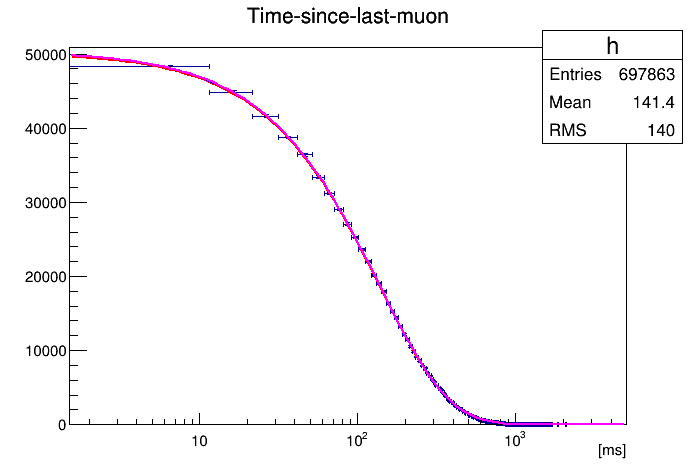 Time-since-last-muon
h
Entries 697863
Mean 141.4
RMS 140
50000
40000
30000
20000
10000
0
10 10² 10³
[ms]